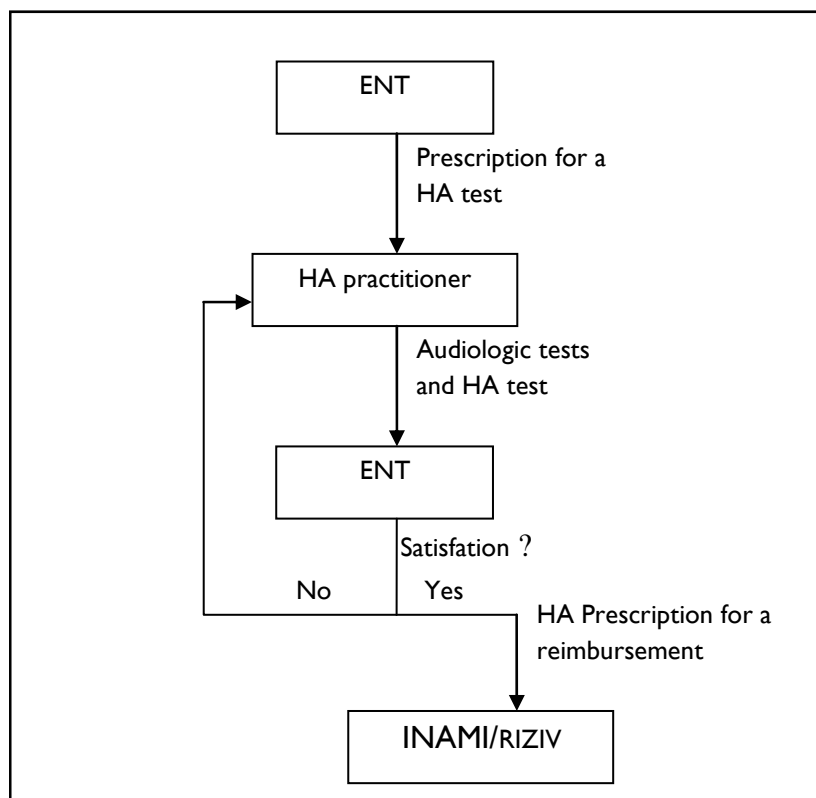 ENT
Prescription for a
HA test
HA practitioner
Audiologic tests
and HA test
ENT
Satisfation ?
No
Yes
HA Prescription for a
reimbursement
INAMI/RIZIV